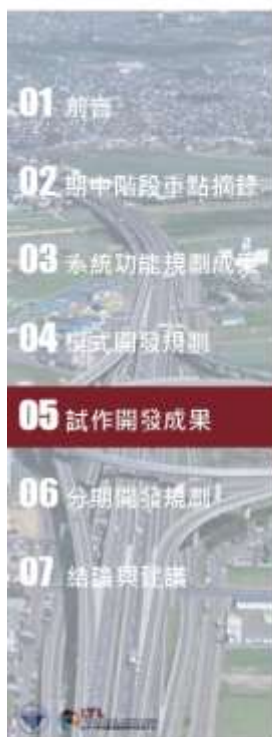 01 前言
02 期中階段重點摘錄
03 系統功能規劃成果
04 模式開發規劃
05 試作開發成果
06 分期開發規劃
07 結論與建議
LTL